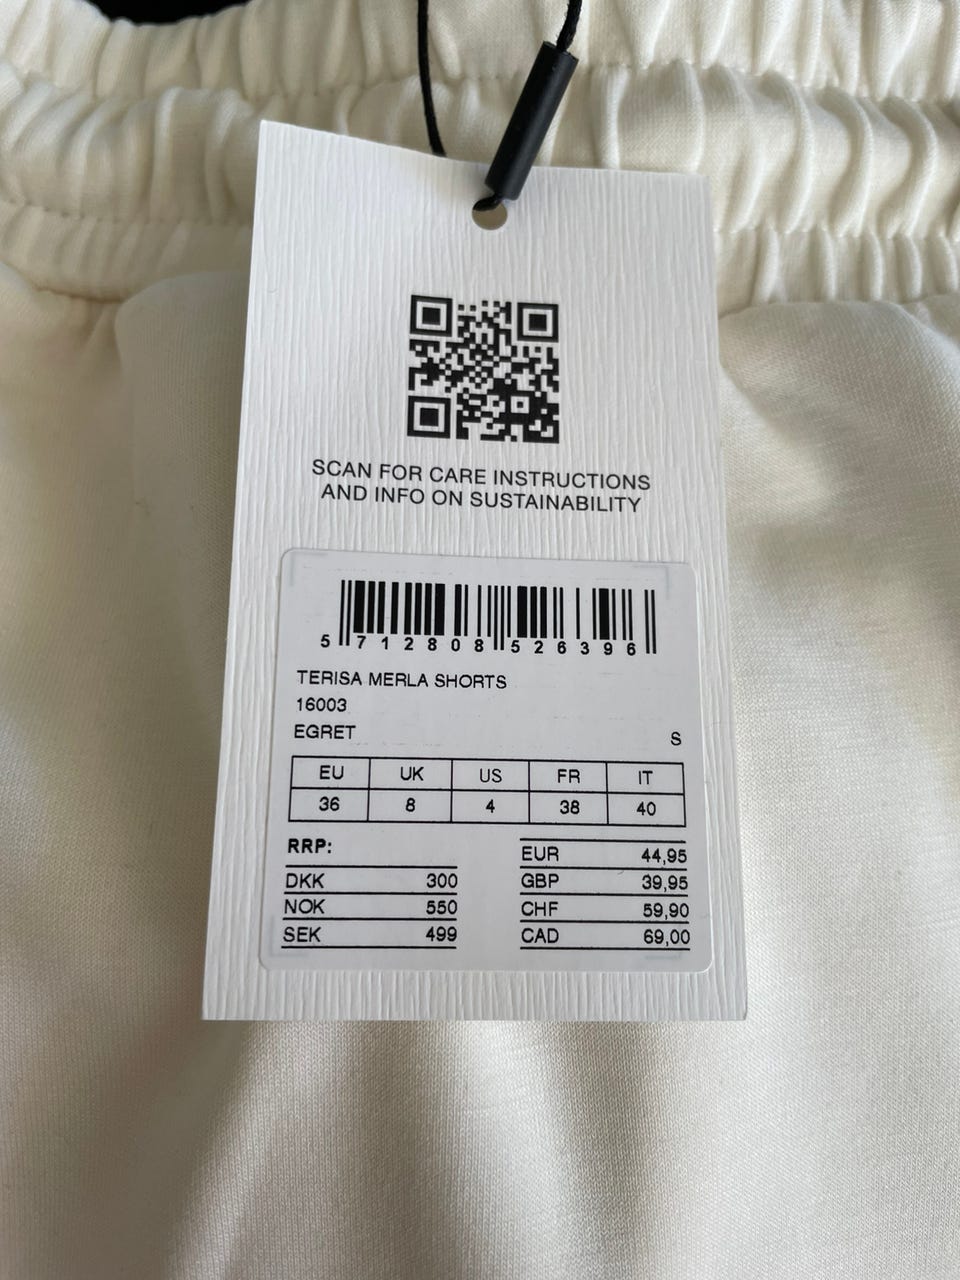 SCAN FOR CARE INSTRUCTIONS
AND INFO ON SUSTAINABILITY
5 712808 526396
TERISA MERLA SHORTS
16003
EGRET S
EU UK US FR IT
36 8 4 38 40
RRP:
DKK 300
NOK 550
SEK 499
EUR 44,95
GBP 39,95
CHF 59,90
CAD 69,00